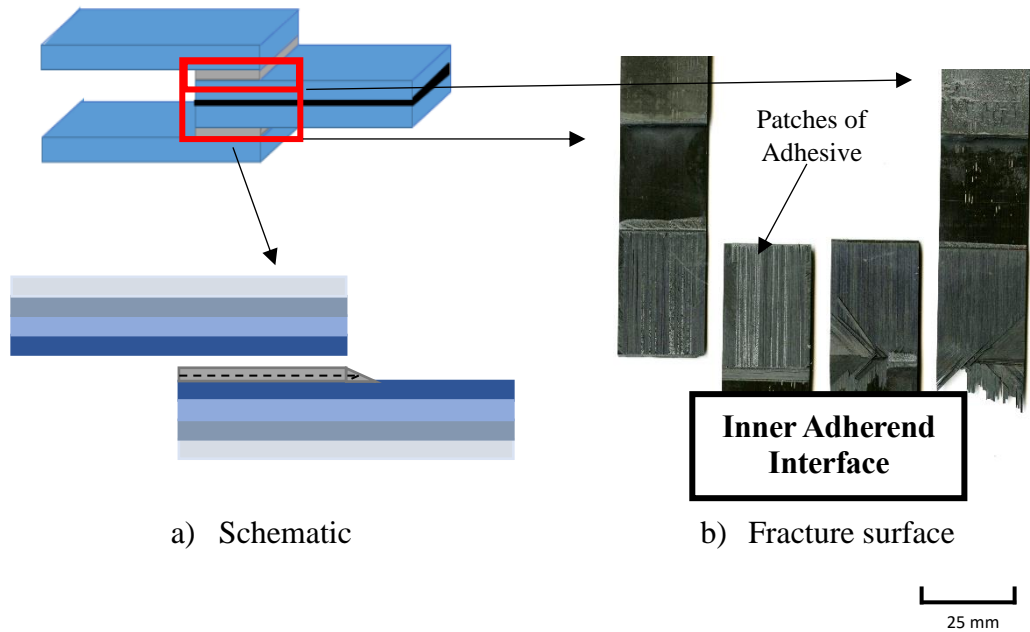 Patches of
Adhesive
Inner Adherend
Interface
a) Schematic
b) Fracture surface
25 mm